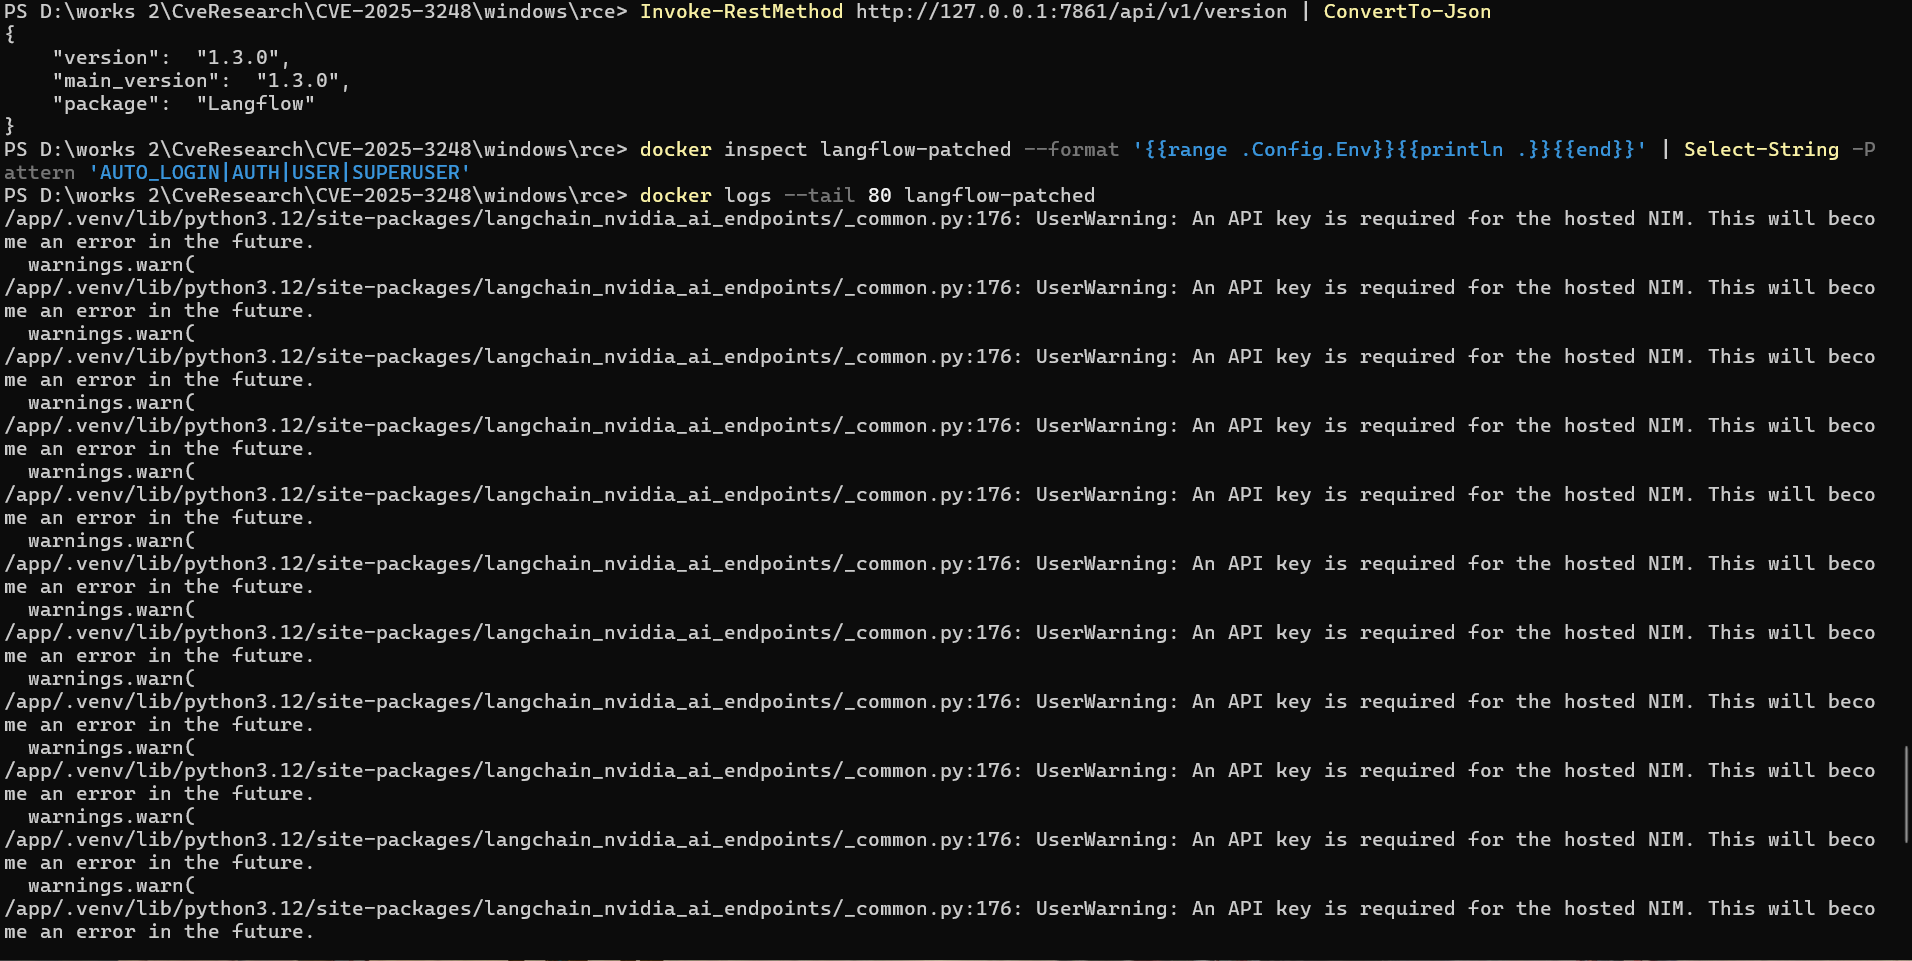 PS D:\works 2\CveResearch\CVE-2025-3248\windows\rce> Invoke-RestMethod http://127.0.0.1:7861/api/v1/version | ConvertTo-Json
{
    "version":  "1.3.0",
    "main_version":  "1.3.0",
    "package":  "Langflow"
}
PS D:\works 2\CveResearch\CVE-2025-3248\windows\rce> docker inspect langflow-patched --format '{{range .Config.Env}}{{println .}}{{end}}' | Select-String -P
attern 'AUTO_LOGIN|AUTH|USER|SUPERUSER'
PS D:\works 2\CveResearch\CVE-2025-3248\windows\rce> docker logs --tail 80 langflow-patched
/app/.venv/lib/python3.12/site-packages/langchain_nvidia_ai_endpoints/_common.py:176: UserWarning: An API key is required for the hosted NIM. This will beco
me an error in the future.
  warnings.warn(
/app/.venv/lib/python3.12/site-packages/langchain_nvidia_ai_endpoints/_common.py:176: UserWarning: An API key is required for the hosted NIM. This will beco
me an error in the future.
  warnings.warn(
/app/.venv/lib/python3.12/site-packages/langchain_nvidia_ai_endpoints/_common.py:176: UserWarning: An API key is required for the hosted NIM. This will beco
me an error in the future.
  warnings.warn(
/app/.venv/lib/python3.12/site-packages/langchain_nvidia_ai_endpoints/_common.py:176: UserWarning: An API key is required for the hosted NIM. This will beco
me an error in the future.
  warnings.warn(
/app/.venv/lib/python3.12/site-packages/langchain_nvidia_ai_endpoints/_common.py:176: UserWarning: An API key is required for the hosted NIM. This will beco
me an error in the future.
  warnings.warn(
/app/.venv/lib/python3.12/site-packages/langchain_nvidia_ai_endpoints/_common.py:176: UserWarning: An API key is required for the hosted NIM. This will beco
me an error in the future.
  warnings.warn(
/app/.venv/lib/python3.12/site-packages/langchain_nvidia_ai_endpoints/_common.py:176: UserWarning: An API key is required for the hosted NIM. This will beco
me an error in the future.
  warnings.warn(
/app/.venv/lib/python3.12/site-packages/langchain_nvidia_ai_endpoints/_common.py:176: UserWarning: An API key is required for the hosted NIM. This will beco
me an error in the future.
  warnings.warn(
/app/.venv/lib/python3.12/site-packages/langchain_nvidia_ai_endpoints/_common.py:176: UserWarning: An API key is required for the hosted NIM. This will beco
me an error in the future.
  warnings.warn(
/app/.venv/lib/python3.12/site-packages/langchain_nvidia_ai_endpoints/_common.py:176: UserWarning: An API key is required for the hosted NIM. This will beco
me an error in the future.
  warnings.warn(
/app/.venv/lib/python3.12/site-packages/langchain_nvidia_ai_endpoints/_common.py:176: UserWarning: An API key is required for the hosted NIM. This will beco
me an error in the future.